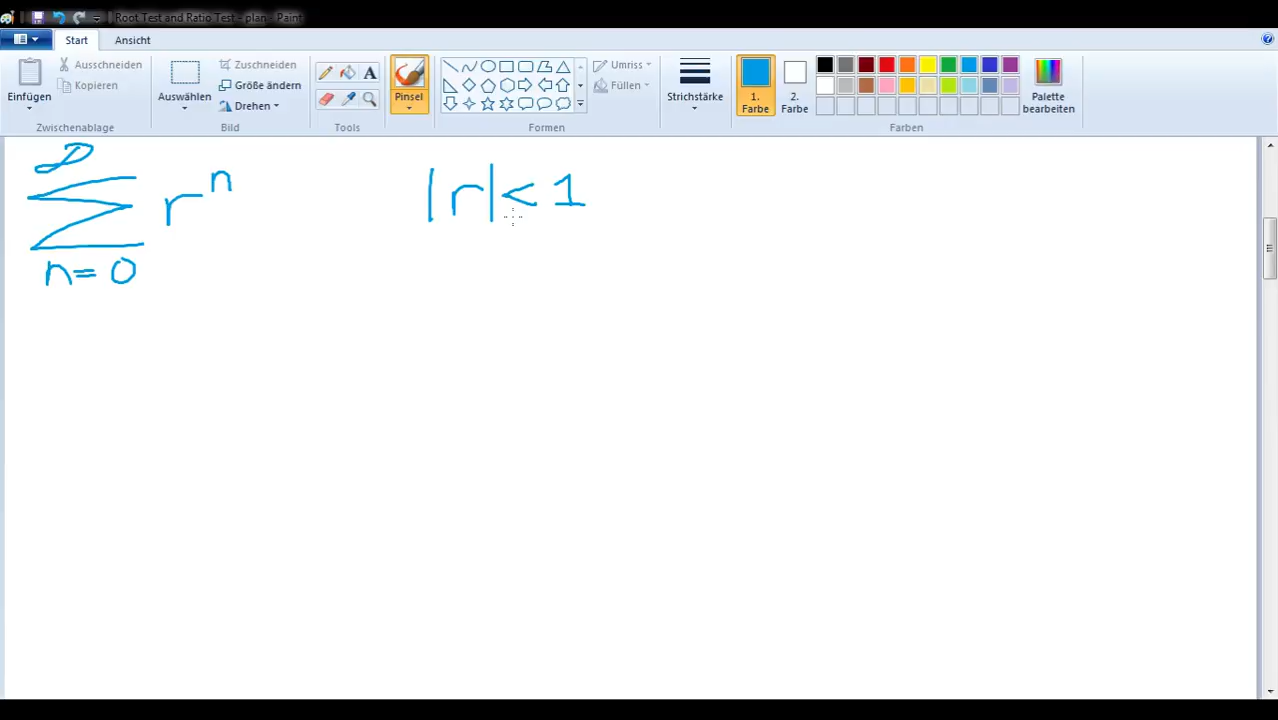 Root Test and Ratio Test - plan - Paint
Start Ansicht
Einfügen Ausschneiden Kopieren Auswählen Zuschneiden Größe ändern Drehen Pinsel Umriss Füllen Strichstärke 1. Farbe 2. Farbe Palette bearbeiten
Zwischenablage Bild Tools Formen Farben
∞
∑ r^n |r| < 1
n = 0